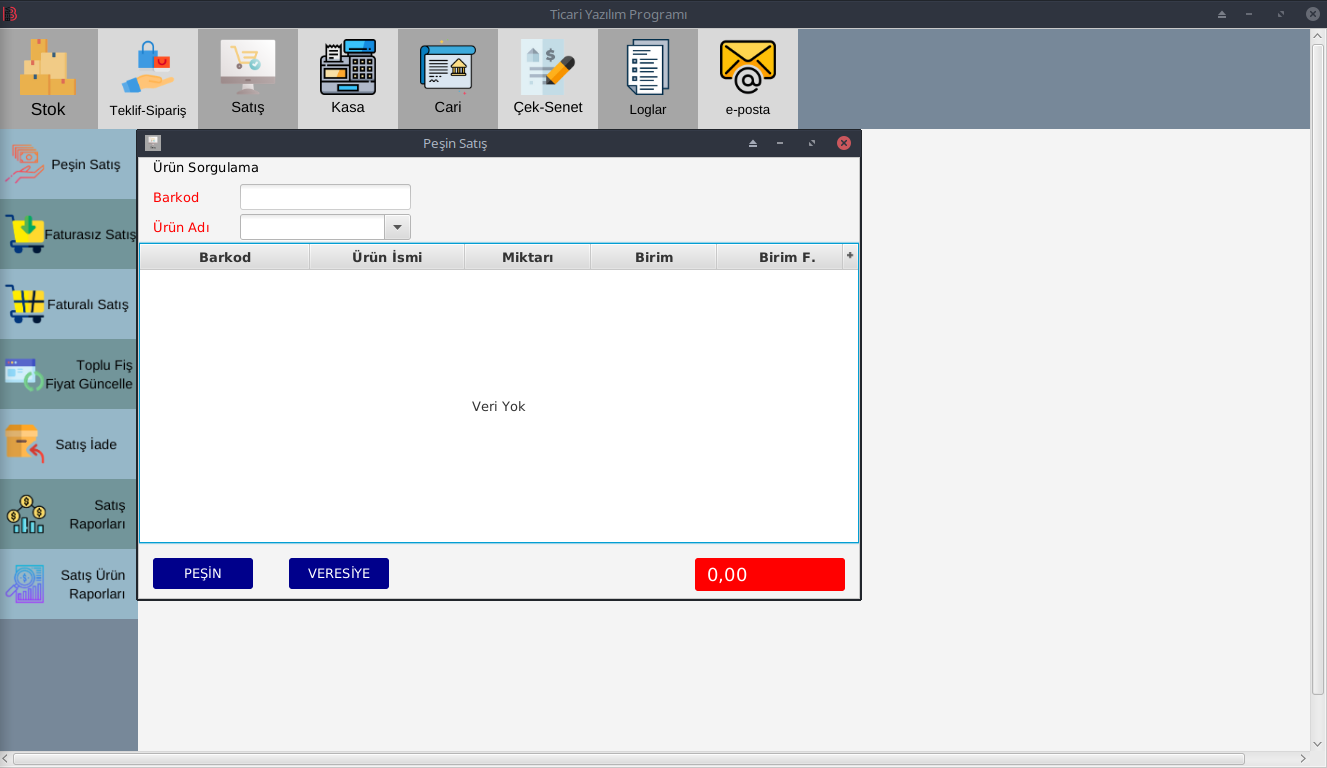 Ticari Yazılım Programı
Stok
Teklif-Sipariş
Satış
Kasa
Cari
Çek-Senet
Loglar
e-posta
Peşin Satış
Faturasız Satış
Faturalı Satış
Toplu Fiş
Fiyat Güncelle
Satış İade
Satış
Raporları
Satış Ürün
Raporları
Peşin Satış
Ürün Sorgulama
Barkod
Ürün Adı
Barkod Ürün İsmi Miktarı Birim Birim F. +
Veri Yok
PEŞİN VERESİYE 0,00